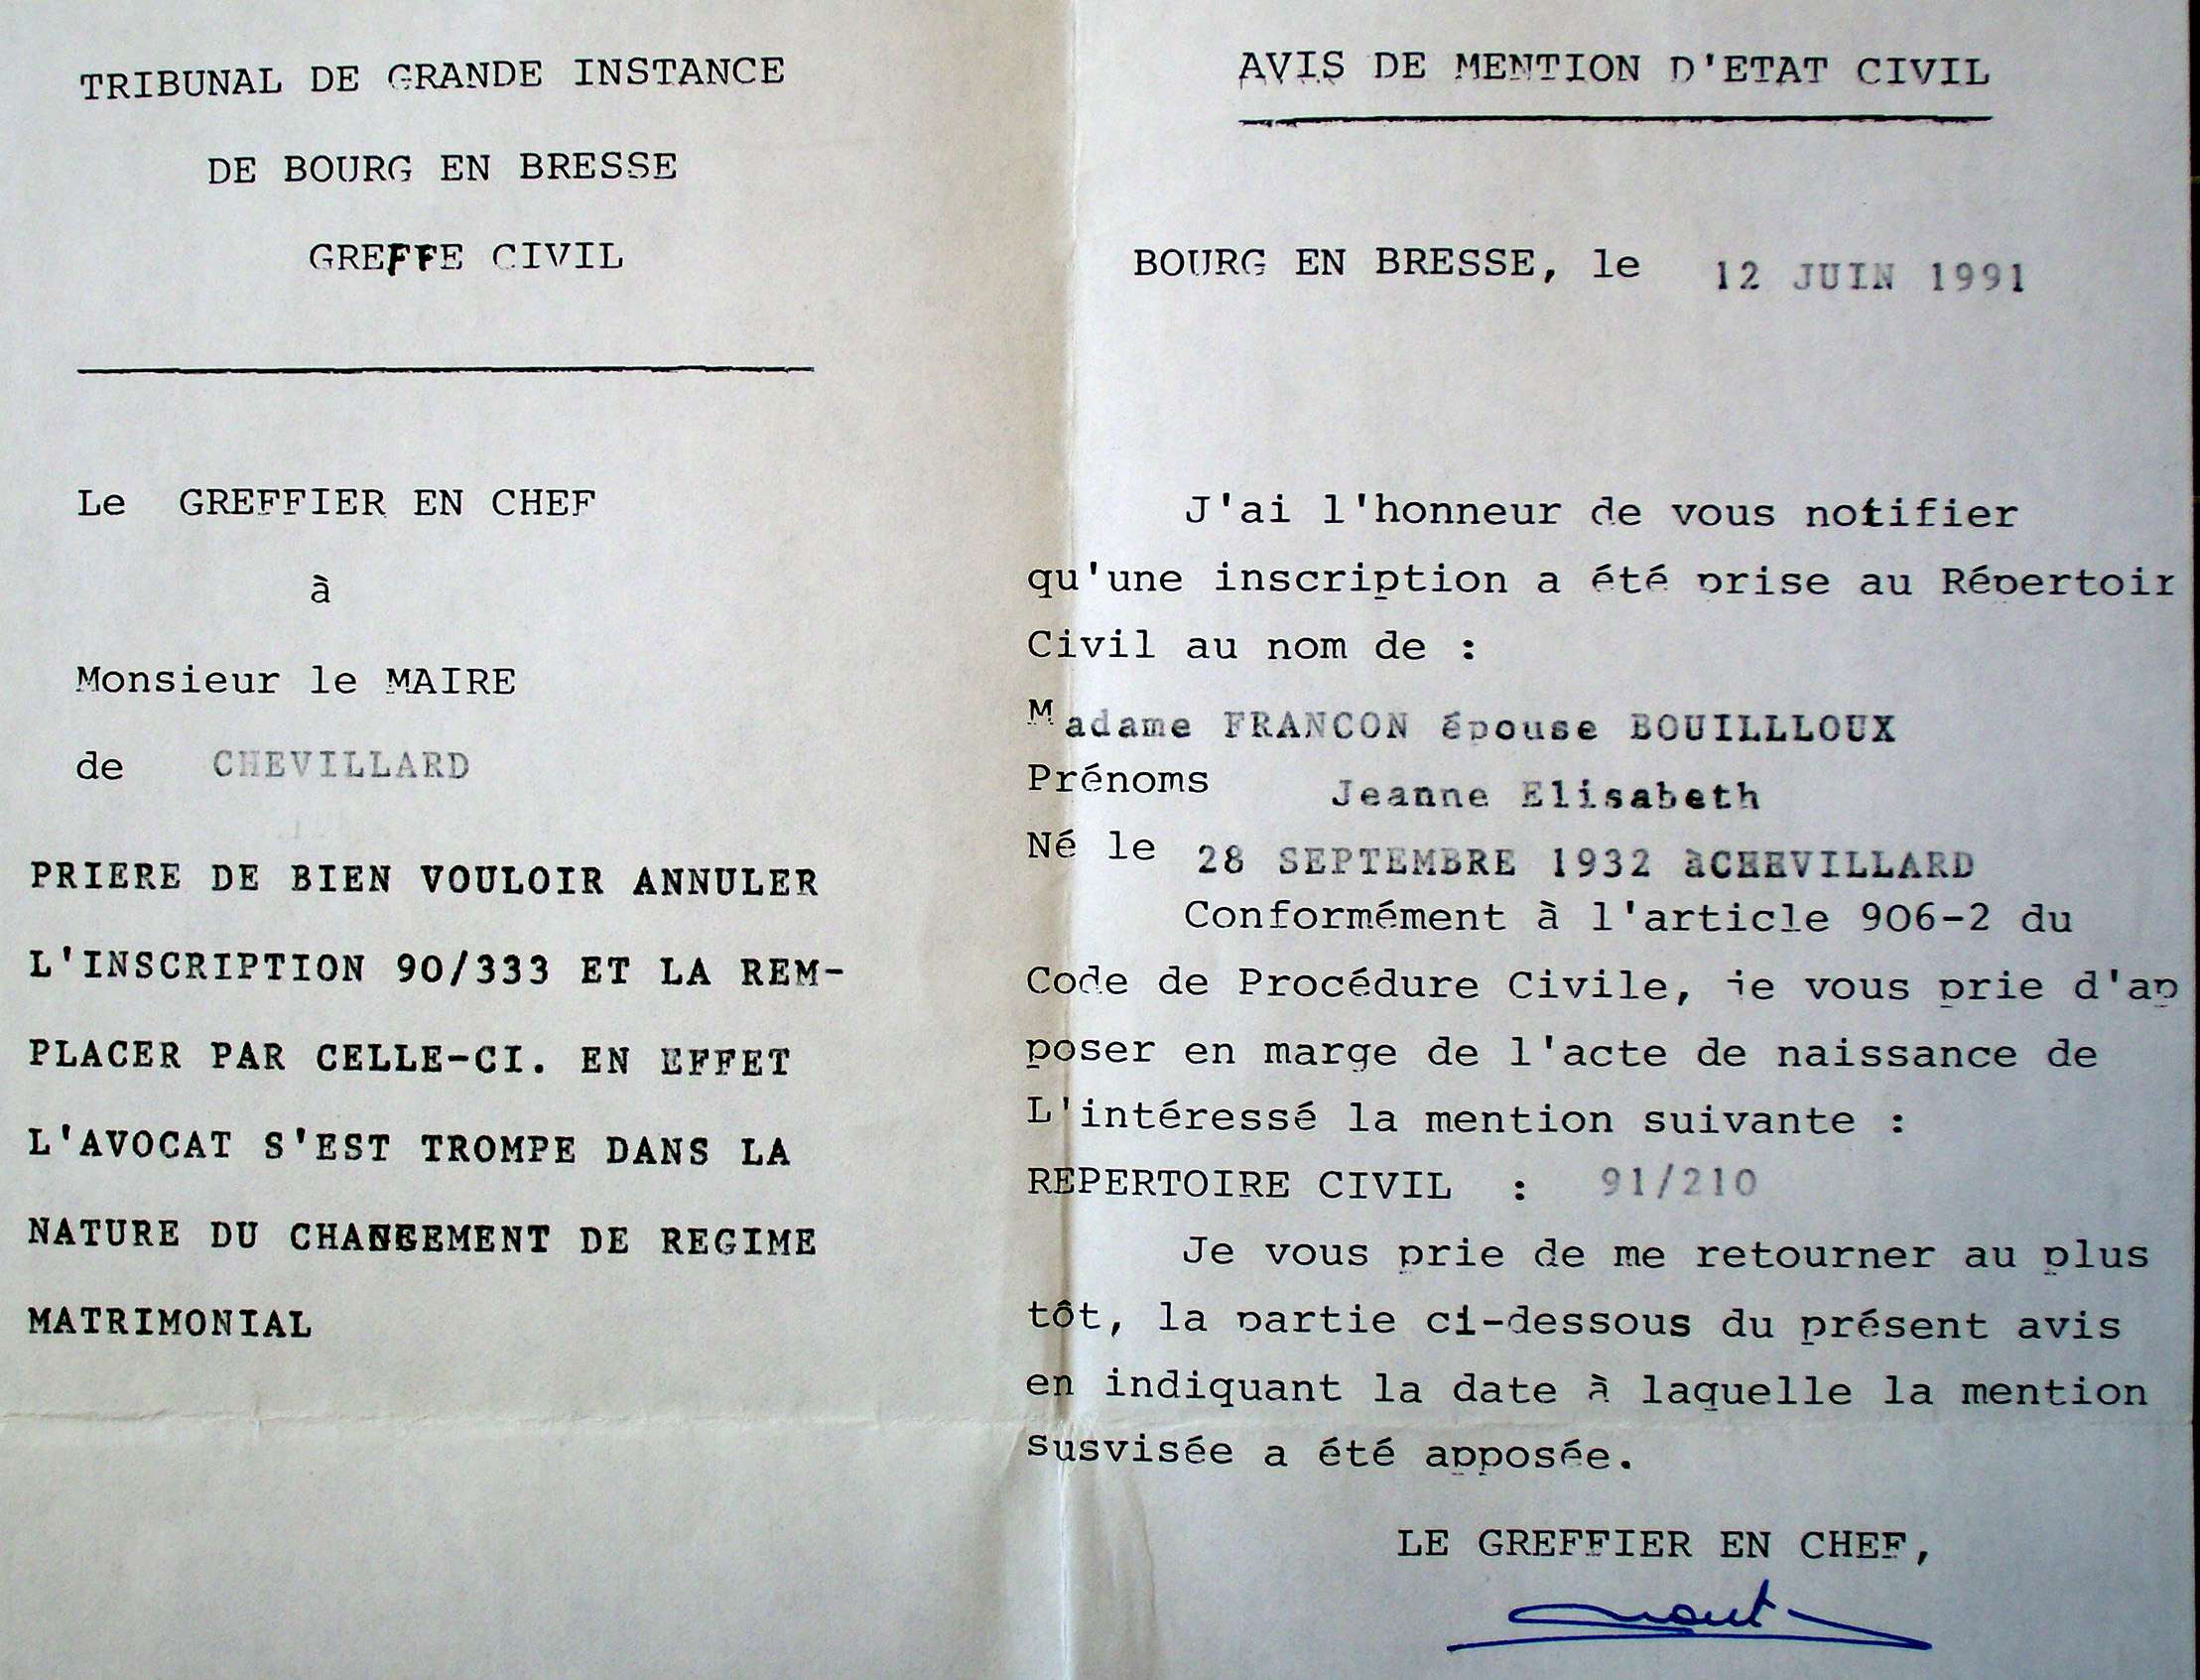 TRIBUNAL DE GRANDE INSTANCE
DE BOURG EN BRESSE
GREFFE CIVIL
Le GREFFIER EN CHEF
à
Monsieur le MAIRE
de CHEVILLARD
PRIERE DE BIEN VOULOIR ANNULER
L'INSCRIPTION 90/333 ET LA REM-
PLACER PAR CELLE-CI. EN EFFET
L'AVOCAT S'EST TROMPE DANS LA
NATURE DU CHANGEMENT DE REGIME
MATRIMONIAL
AVIS DE MENTION D'ETAT CIVIL
BOURG EN BRESSE, le 12 JUIN 1991
J'ai l'honneur de vous notifier
qu'une inscription a été prise au Répertoir
Civil au nom de :
Madame FRANCON épouse BOUILLLOUX
Prénoms Jeanne Elisabeth
Né le 28 SEPTEMBRE 1932 àCHEVILLARD
Conformément à l'article 906-2 du
Code de Procédure Civile, je vous prie d'ap
poser en marge de l'acte de naissance de
L'intéressé la mention suivante :
REPERTOIRE CIVIL : 91/210
Je vous prie de me retourner au plus
tôt, la partie ci-dessous du présent avis
en indiquant la date à laquelle la mention
susvisée a été apposée.
LE GREFFIER EN CHEF,